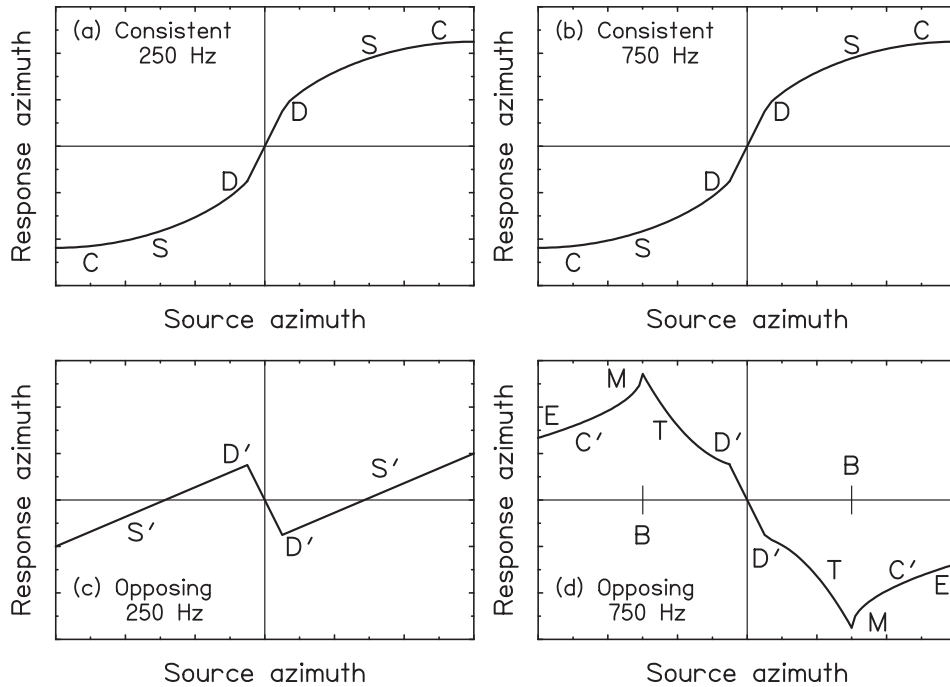 (a) Consistent
250 Hz
C
S
D
D
S
C
Response azimuth
Source azimuth
(b) Consistent
750 Hz
C
S
D
D
S
C
Response azimuth
Source azimuth
D′
S′
S′
D′
(c) Opposing
250 Hz
Response azimuth
Source azimuth
M
E
C′
T
D′
B
B
D′
T
C′
E
M
(d) Opposing
750 Hz
Response azimuth
Source azimuth